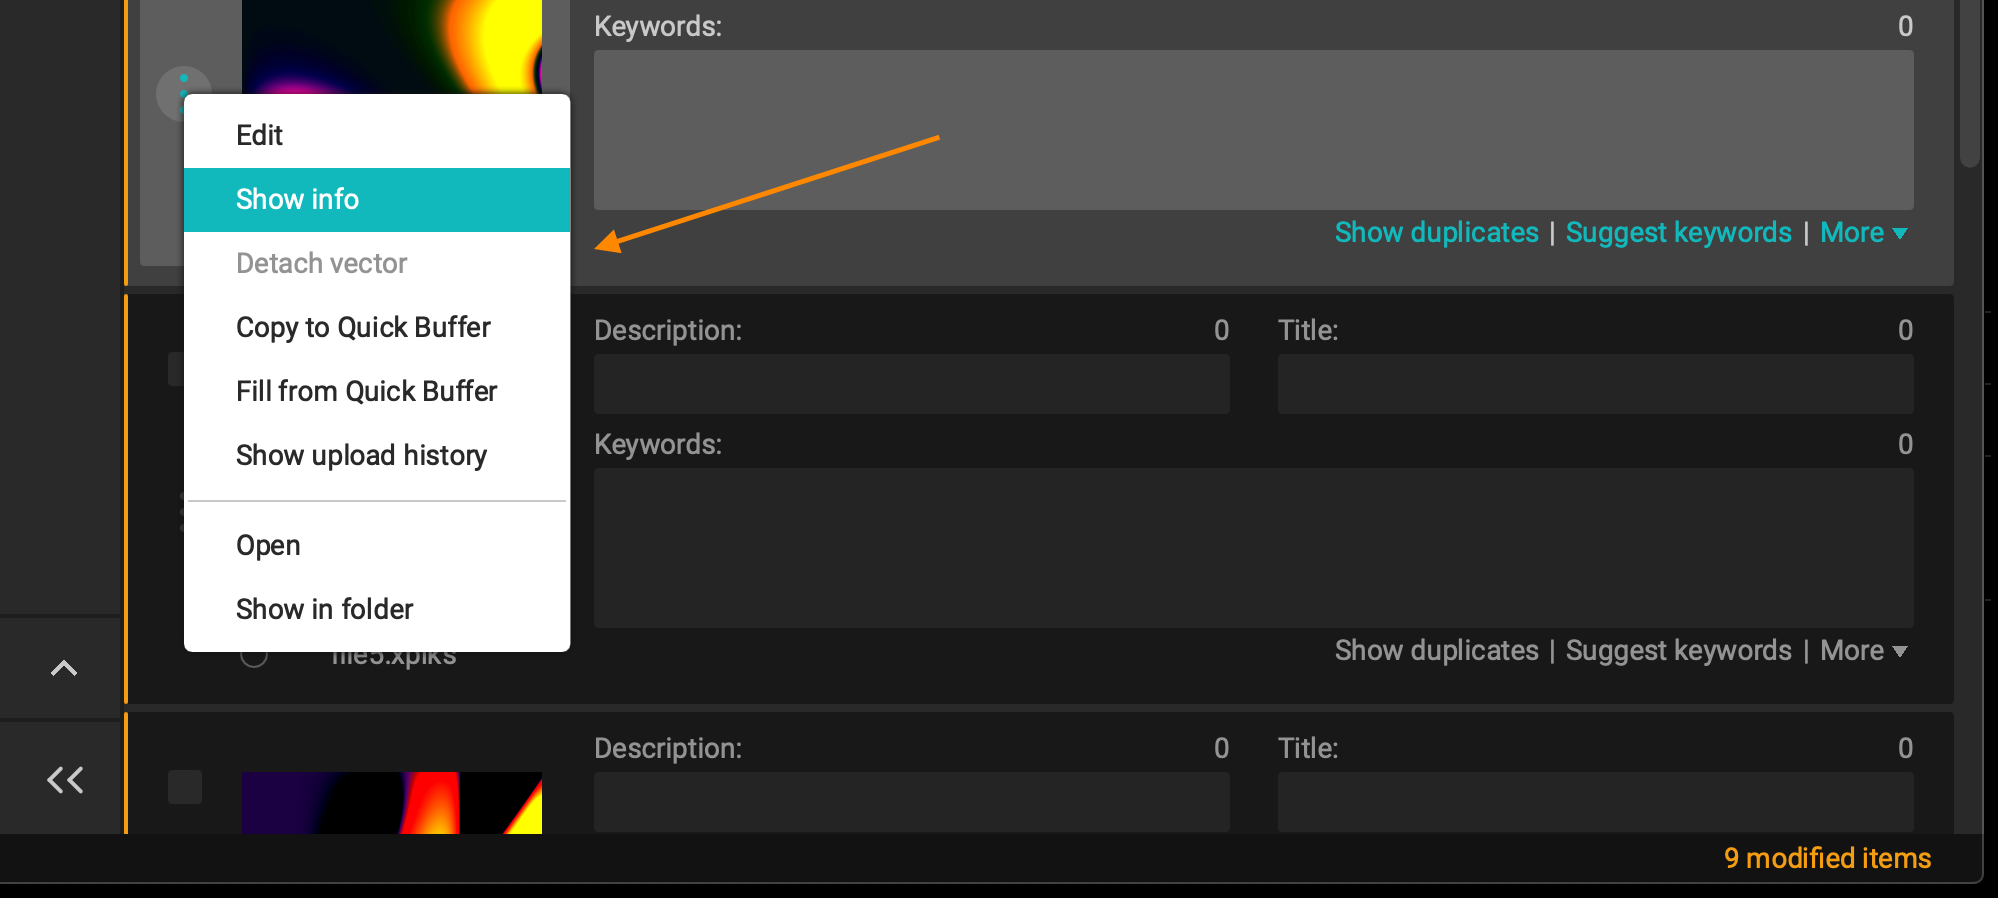 Keywords: 0
Edit
Show info
Detach vector
Copy to Quick Buffer
Fill from Quick Buffer
Show upload history
Open
Show in folder
Show duplicates | Suggest keywords | More
Description: 0
Title: 0
Keywords: 0
file5.xpiks
Show duplicates | Suggest keywords | More
Description: 0
Title: 0
9 modified items